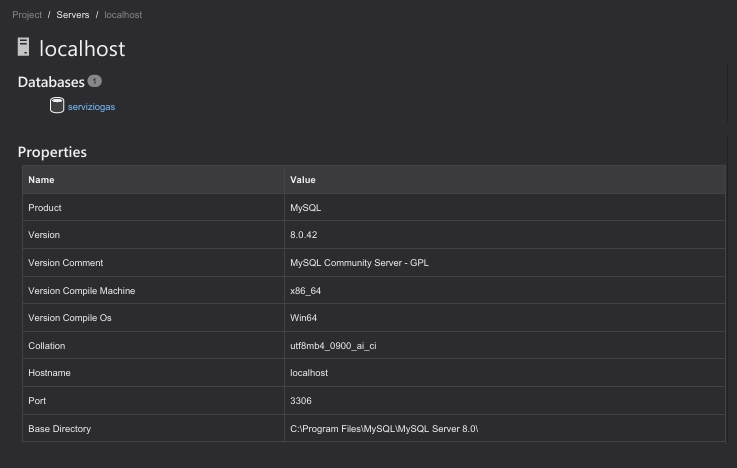 Project / Servers / localhost
localhost
Databases 1
serviziogas
Properties
Name Value
Product MySQL
Version 8.0.42
Version Comment MySQL Community Server - GPL
Version Compile Machine x86_64
Version Compile Os Win64
Collation utf8mb4_0900_ai_ci
Hostname localhost
Port 3306
Base Directory C:\Program Files\MySQL\MySQL Server 8.0\